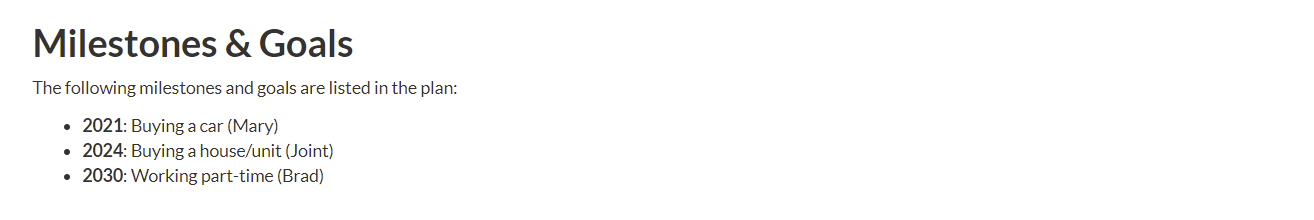 Milestones & Goals
The following milestones and goals are listed in the plan:
• 2021: Buying a car (Mary)
• 2024: Buying a house/unit (Joint)
• 2030: Working part-time (Brad)